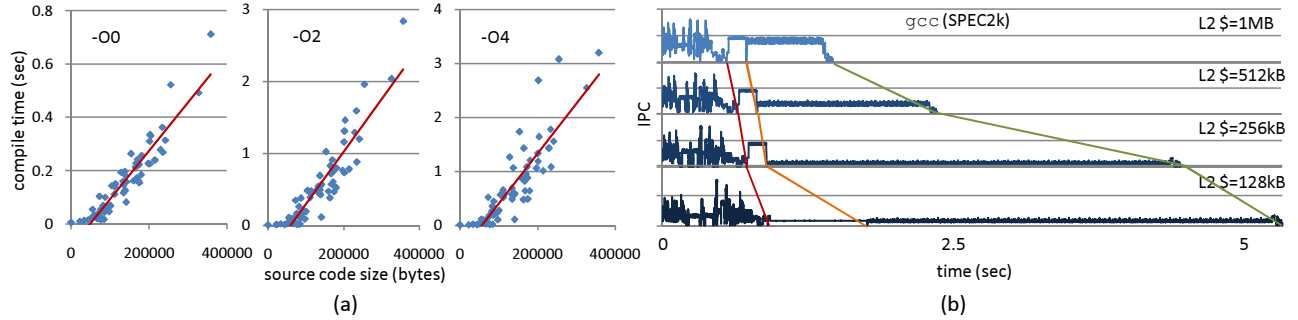 compile time (sec)
0.8
0.6
0.4
0.2
0
-O0
0 200000 400000
3
2
1
0
-O2
0 200000 400000
4
3
2
1
0
-O4
0 200000 400000
source code size (bytes)
(a)
IPC
gcc (SPEC2k)
L2 $=1MB
L2 $=512kB
L2 $=256kB
L2 $=128kB
0 2.5 5
time (sec)
(b)